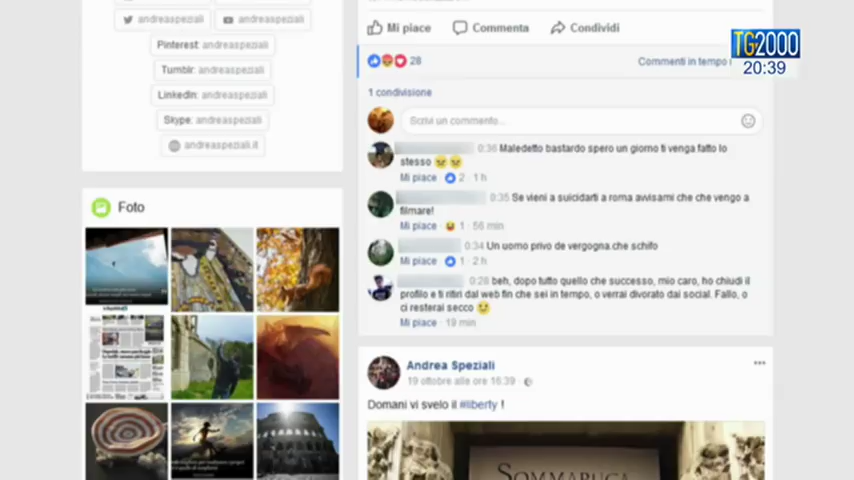 andreaspeziali
andreaspeziali
Pinterest: andreaspeziali
Tumblr: andreaspeziali
LinkedIn: andreaspeziali
Skype: andreaspeziali
andreaspeziali.it
Foto
Mi piace
Commenta
Condividi
28
Commenti in tempo
1 condivisione
Scrivi un commento...
0:36 Maledetto bastardo spero un giorno ti venga fatto lo
stesso
Mi piace 2 · 1 h
0:35 Se vieni a suicidarti a roma avvisami che che vengo a
filmare!
Mi piace · 1 · 56 min
0:34 Un uomo privo de vergogna.che schifo
Mi piace · 1 · 2 h
0:28 beh, dopo tutto quello che successo, mio caro, ho chiudi il
profilo e ti ritiri dal web fin che sei in tempo, o verrai divorato dai social. Fallo, o
ci resterai secco
Mi piace · 19 min
Andrea Speziali
19 ottobre alle ore 16:39 ·
Domani vi svelo il #liberty !
SOMMARUGA
TG2000
20:39